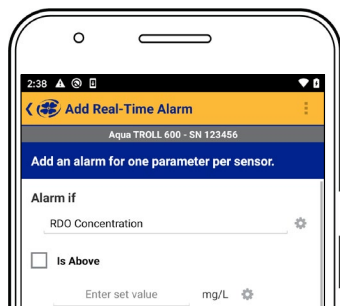 2:38
Add Real-Time Alarm
Aqua TROLL 600 - SN 123456
Add an alarm for one parameter per sensor.
Alarm if
RDO Concentration
Is Above
Enter set value mg/L